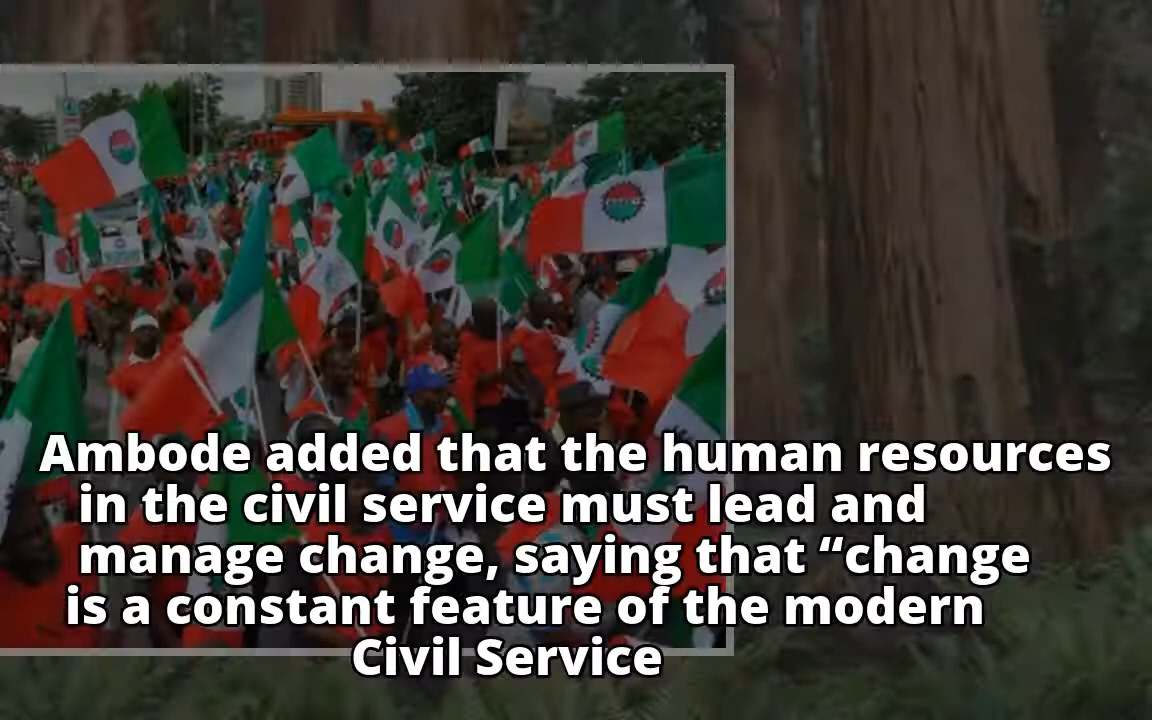 Ambode added that the human resources
in the civil service must lead and
manage change, saying that “change
is a constant feature of the modern
Civil Service